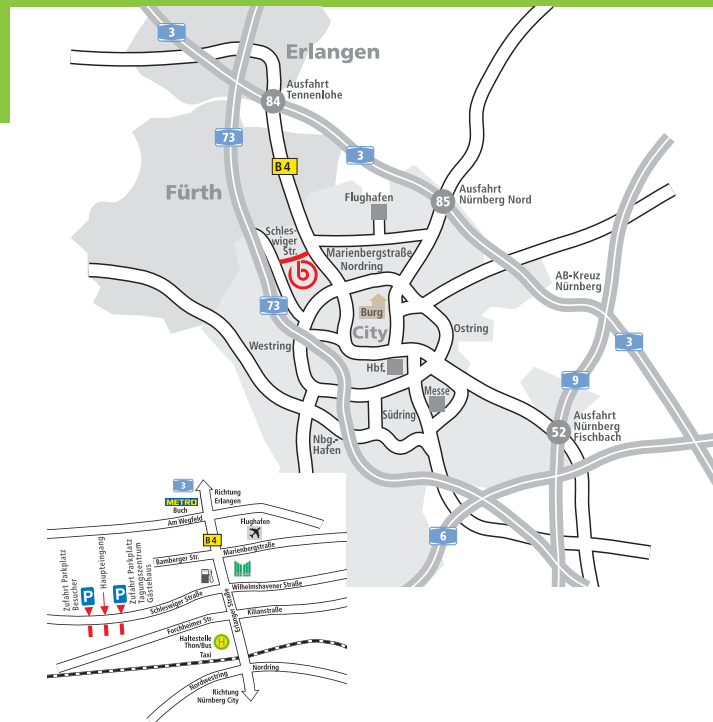 3
Erlangen
Ausfahrt
Tennenlohe
84
73
3
B 4
Fürth
Flughafen
85
Ausfahrt
Nürnberg Nord
Schles-
wiger
Str.
Marienbergstraße
Nordring
AB-Kreuz
Nürnberg
73
Burg
City
Ostring
3
Westring
Hbf.
9
Messe
Südring
Ausfahrt
Nürnberg
Fischbach
52
Nbg.-
Hafen
6
3
Richtung
Erlangen
METRO
Buch
Am Wegfeld
Flughafen
B 4
Marienbergstraße
Bamberger Str.
Zufahrt Parkplatz
Besucher
Haupteingang
Zufahrt Parkplatz
Tagungszentrum
Gästehaus
P
P
Wilhelmshavener Straße
Schleswiger Straße
Erlanger Straße
Kilianstraße
Forchheimer Str.
Haltestelle
Thon/Bus
H
Taxi
Nordring
Nordwestring
Richtung
Nürnberg City